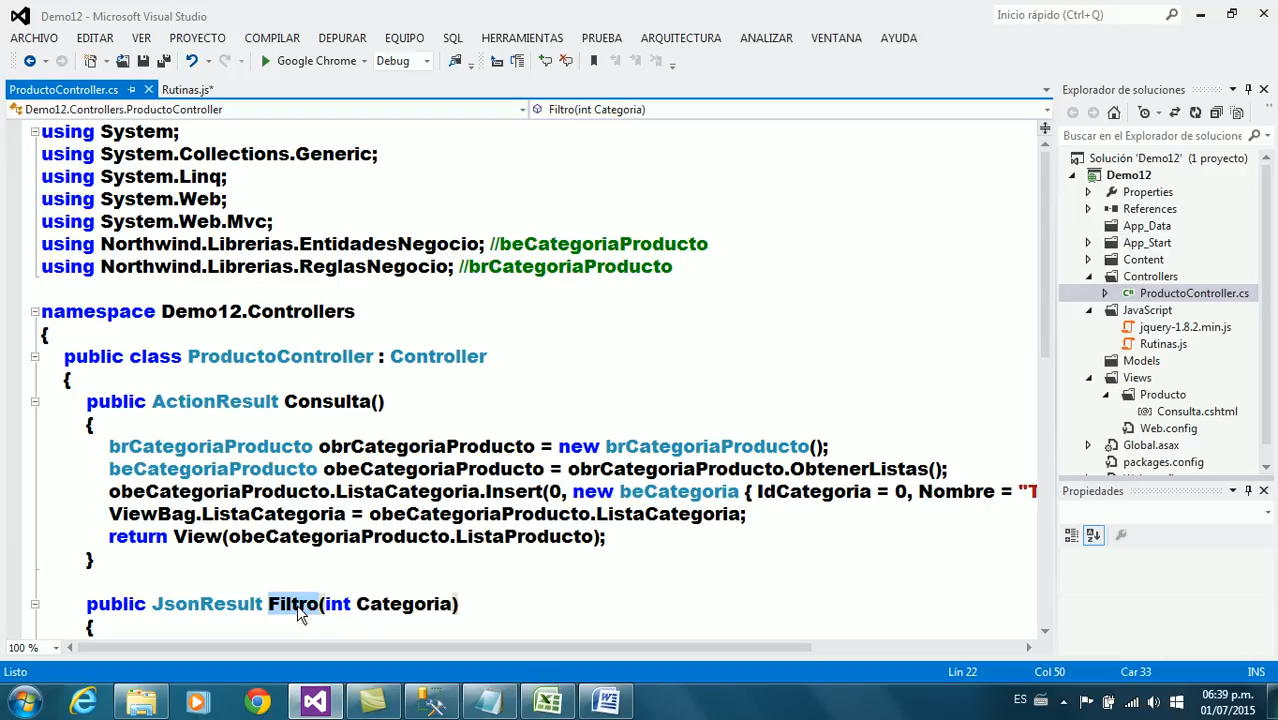 Demo12 - Microsoft Visual Studio
Inicio rápido (Ctrl+Q)
ARCHIVO EDITAR VER PROYECTO COMPILAR DEPURAR EQUIPO SQL HERRAMIENTAS PRUEBA ARQUITECTURA ANALIZAR VENTANA AYUDA
Google Chrome Debug
ProductoController.cs Rutinas.js*
Demo12.Controllers.ProductoController Filtro(int Categoria)
using System;
using System.Collections.Generic;
using System.Linq;
using System.Web;
using System.Web.Mvc;
using Northwind.Librerias.EntidadesNegocio; //beCategoriaProducto
using Northwind.Librerias.ReglasNegocio; //brCategoriaProducto
namespace Demo12.Controllers
{
public class ProductoController : Controller
{
public ActionResult Consulta()
{
brCategoriaProducto obrCategoriaProducto = new brCategoriaProducto();
beCategoriaProducto obeCategoriaProducto = obrCategoriaProducto.ObtenerListas();
obeCategoriaProducto.ListaCategoria.Insert(0, new beCategoria { IdCategoria = 0, Nombre = "T
ViewBag.ListaCategoria = obeCategoriaProducto.ListaCategoria;
return View(obeCategoriaProducto.ListaProducto);
}
public JsonResult Filtro(int Categoria)
{
100 %
Explorador de soluciones
Buscar en el Explorador de solucione
Solución 'Demo12' (1 proyecto)
Demo12
Properties
References
App_Data
App_Start
Content
Controllers
ProductoController.cs
JavaScript
jquery-1.8.2.min.js
Rutinas.js
Models
Views
Producto
Consulta.cshtml
Web.config
Global.asax
packages.config
Propiedades
Listo Lín 22 Col 50 Car 33 INS
ES 06:39 p.m.
01/07/2015